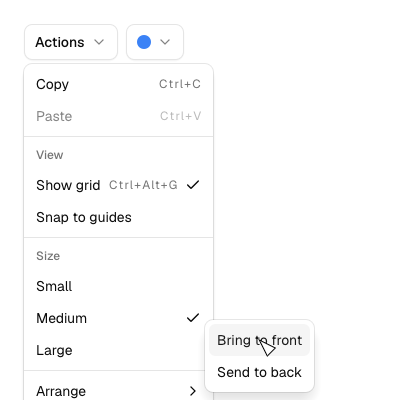 Actions
Copy Ctrl+C
Paste Ctrl+V
View
Show grid Ctrl+Alt+G
Snap to guides
Size
Small
Medium
Large
Arrange
Bring to front
Send to back